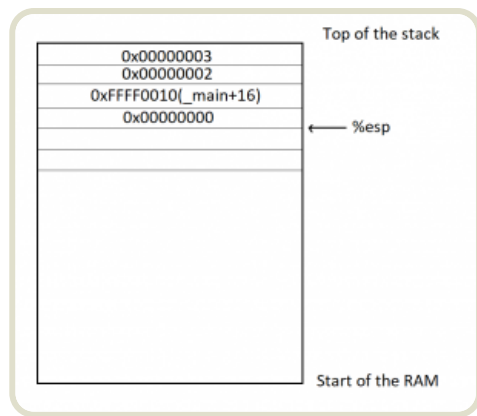 Top of the stack
0x00000003
0x00000002
0xFFFF0010(_main+16)
0x00000000
%esp
Start of the RAM